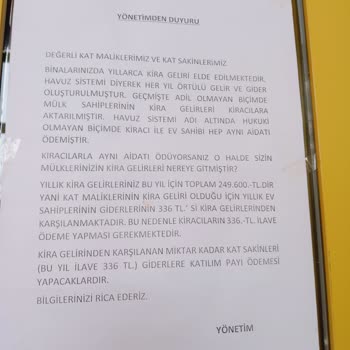 YÖNETİMDEN DUYURU
DEĞERLİ KAT MALİKLERİMİZ VE KAT SAKİNLERİMİZ
BİNALARINIZDA YILLARCA KİRA GELİRİ ELDE EDİLMEKTEDİR.
HAVUZ SİSTEMİ DİYEREK HER YIL ÖRTÜLÜ GELİR VE GİDER
OLUŞTURULMUŞTUR. GEÇMİŞTE ADİL OLMAYAN BİÇİMDE
MÜLK SAHİPLERİNİN KİRA GELİRLERİ KİRACILARA
AKTARILMIŞTIR. HAVUZ SİSTEMİ ADI ALTINDA HUKUKİ
OLMAYAN BİÇİMDE KİRACI İLE EV SAHİBİ HEP AYNI AİDATI
ÖDEMİŞTİR.
KİRACILARLA AYNI AİDATI ÖDÜYORSANIZ O HALDE SİZİN
MÜLKLERİNİZİN KİRA GELİRLERİ NEREYE GİTMİŞTİR?
YILLIK KİRA GELİRLERİNİZ BU YIL İÇİN TOPLAM 249.600.-TL.DİR
YANİ KAT MALİKLERİNİN KİRA GELİRİ OLDUĞU İÇİN YILLIK EV
SAHİPLERİNİN GİDERLERİNİN 336.TL.' Sİ KİRA GELİRLERİNDEN
KARŞILANMAKTADIR. BU NEDENLE KİRACILARIN 336.-TL. İLAVE
ÖDEME YAPMASI GEREKMEKTEDİR.
KİRA GELİRİNDEN KARŞILANAN MİKTAR KADAR KAT SAKİNLERİ
(BU YIL İLAVE 336 TL.) GİDERLERE KATILIM PAYI ÖDEMESİ
YAPACAKLARDIR.
BİLGİLERİNİZİ RİCA EDERİZ.
YÖNETİM